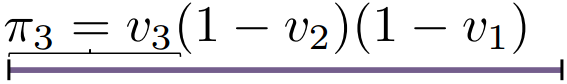 π₃ = v₃(1 − v₂)(1 − v₁)